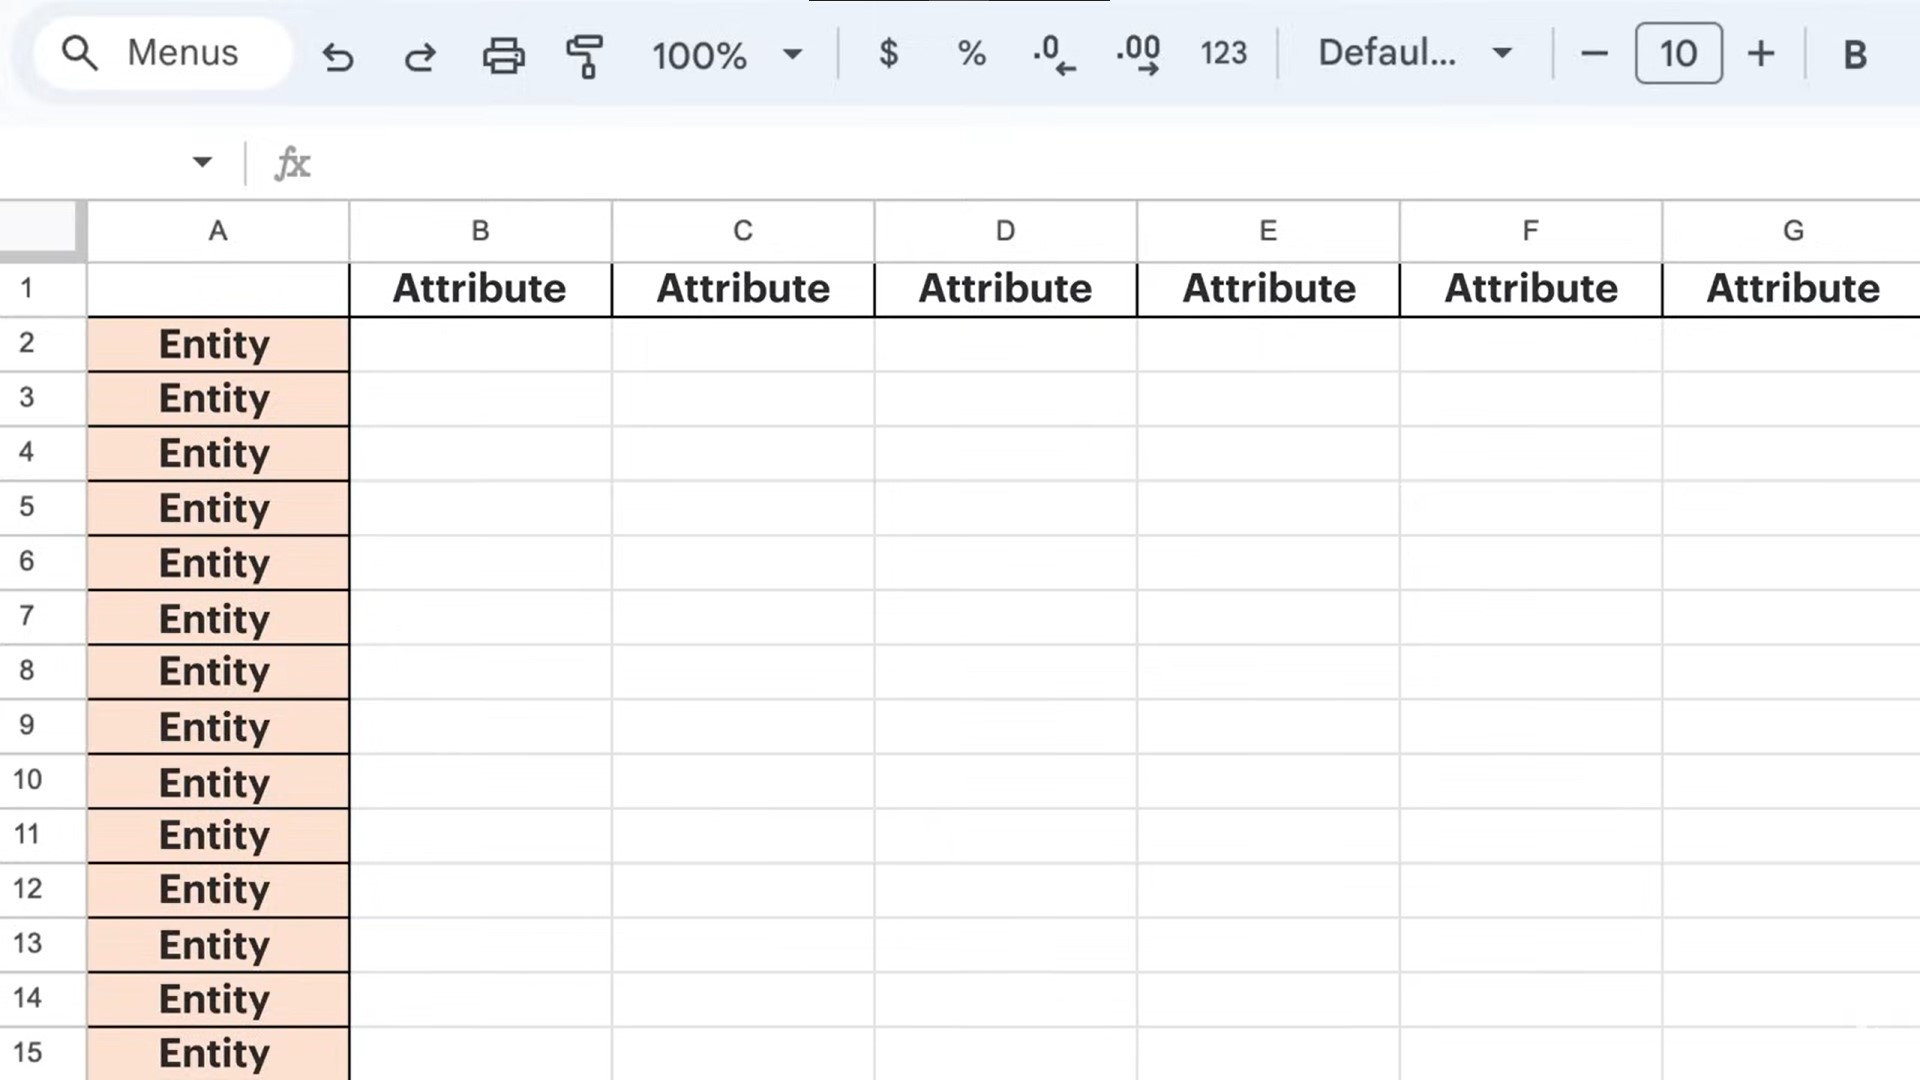 Menus 100% $ % .0 .00 123 Defaul... 10 B
fx
A B C D E F G
1 Attribute Attribute Attribute Attribute Attribute Attribute
2 Entity
3 Entity
4 Entity
5 Entity
6 Entity
7 Entity
8 Entity
9 Entity
10 Entity
11 Entity
12 Entity
13 Entity
14 Entity
15 Entity